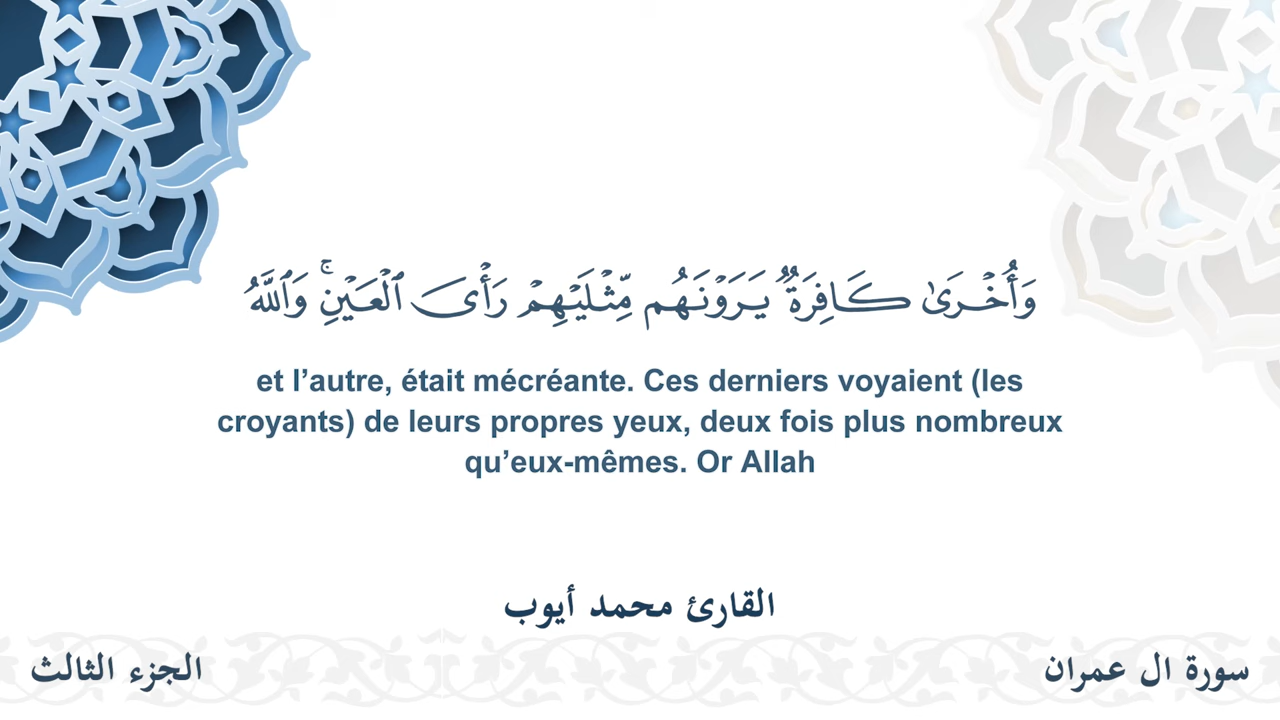 وَأُخْرَىٰ كَافِرَةٌ يَرَوْنَهُم مِّثْلَيْهِمْ رَأْىَ ٱلْعَيْنِ ۚ وَٱللَّهُ
et l’autre, était mécréante. Ces derniers voyaient (les
croyants) de leurs propres yeux, deux fois plus nombreux
qu’eux-mêmes. Or Allah
القارئ محمد أيوب
سورة ال عمران
الجزء الثالث